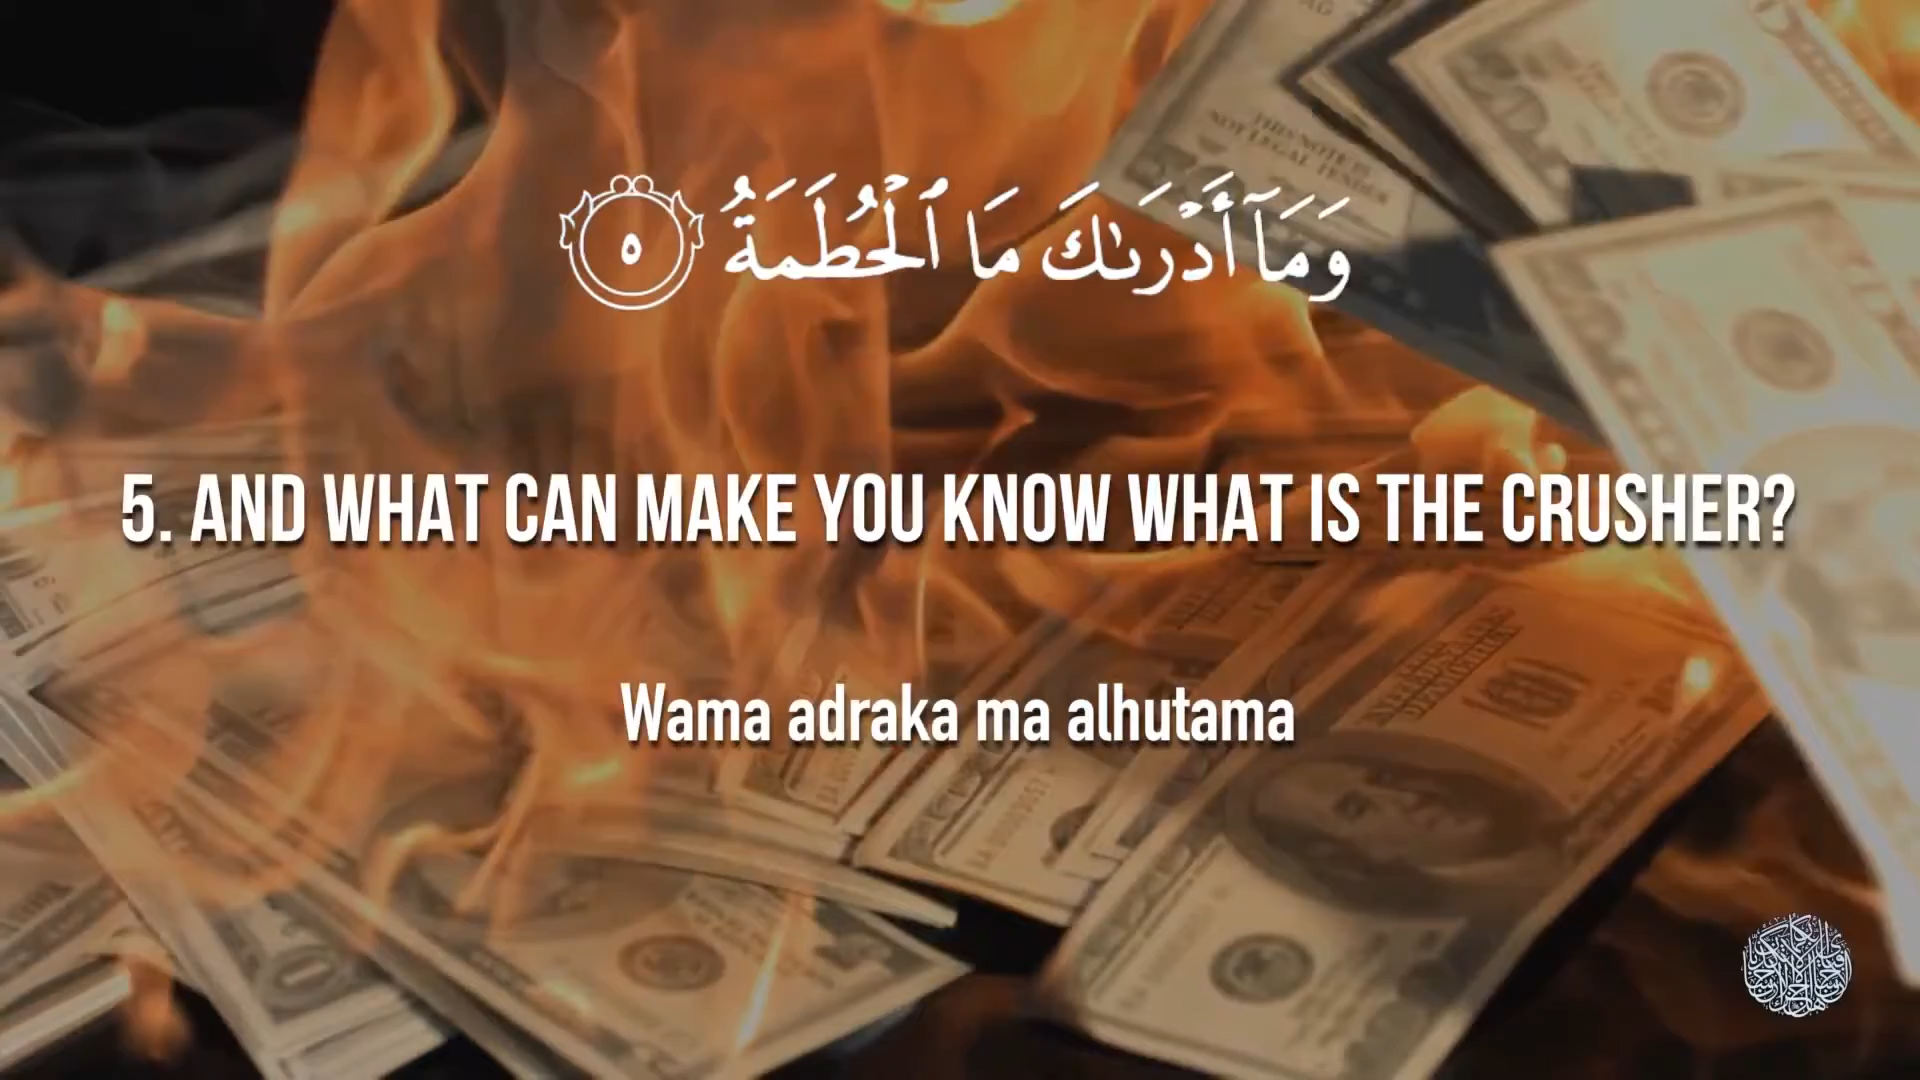 وَمَآ أَدْرَىٰكَ مَا ٱلْحُطَمَةُ ٥
5. AND WHAT CAN MAKE YOU KNOW WHAT IS THE CRUSHER?
Wama adraka ma alhutama